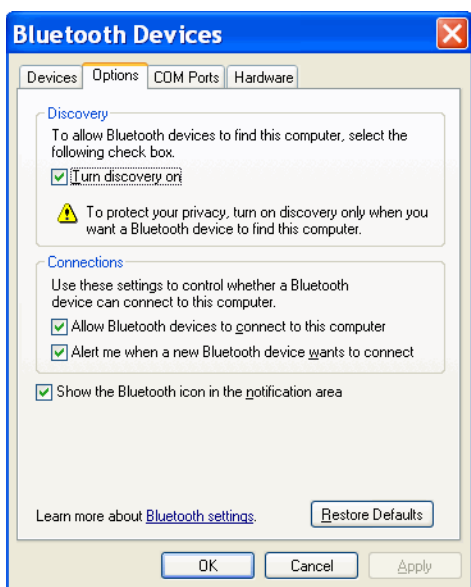 Bluetooth Devices
Devices Options COM Ports Hardware
Discovery
To allow Bluetooth devices to find this computer, select the
following check box.
Turn discovery on
To protect your privacy, turn on discovery only when you
want a Bluetooth device to find this computer.
Connections
Use these settings to control whether a Bluetooth
device can connect to this computer.
Allow Bluetooth devices to connect to this computer
Alert me when a new Bluetooth device wants to connect
Show the Bluetooth icon in the notification area
Learn more about Bluetooth settings. Restore Defaults
OK Cancel Apply